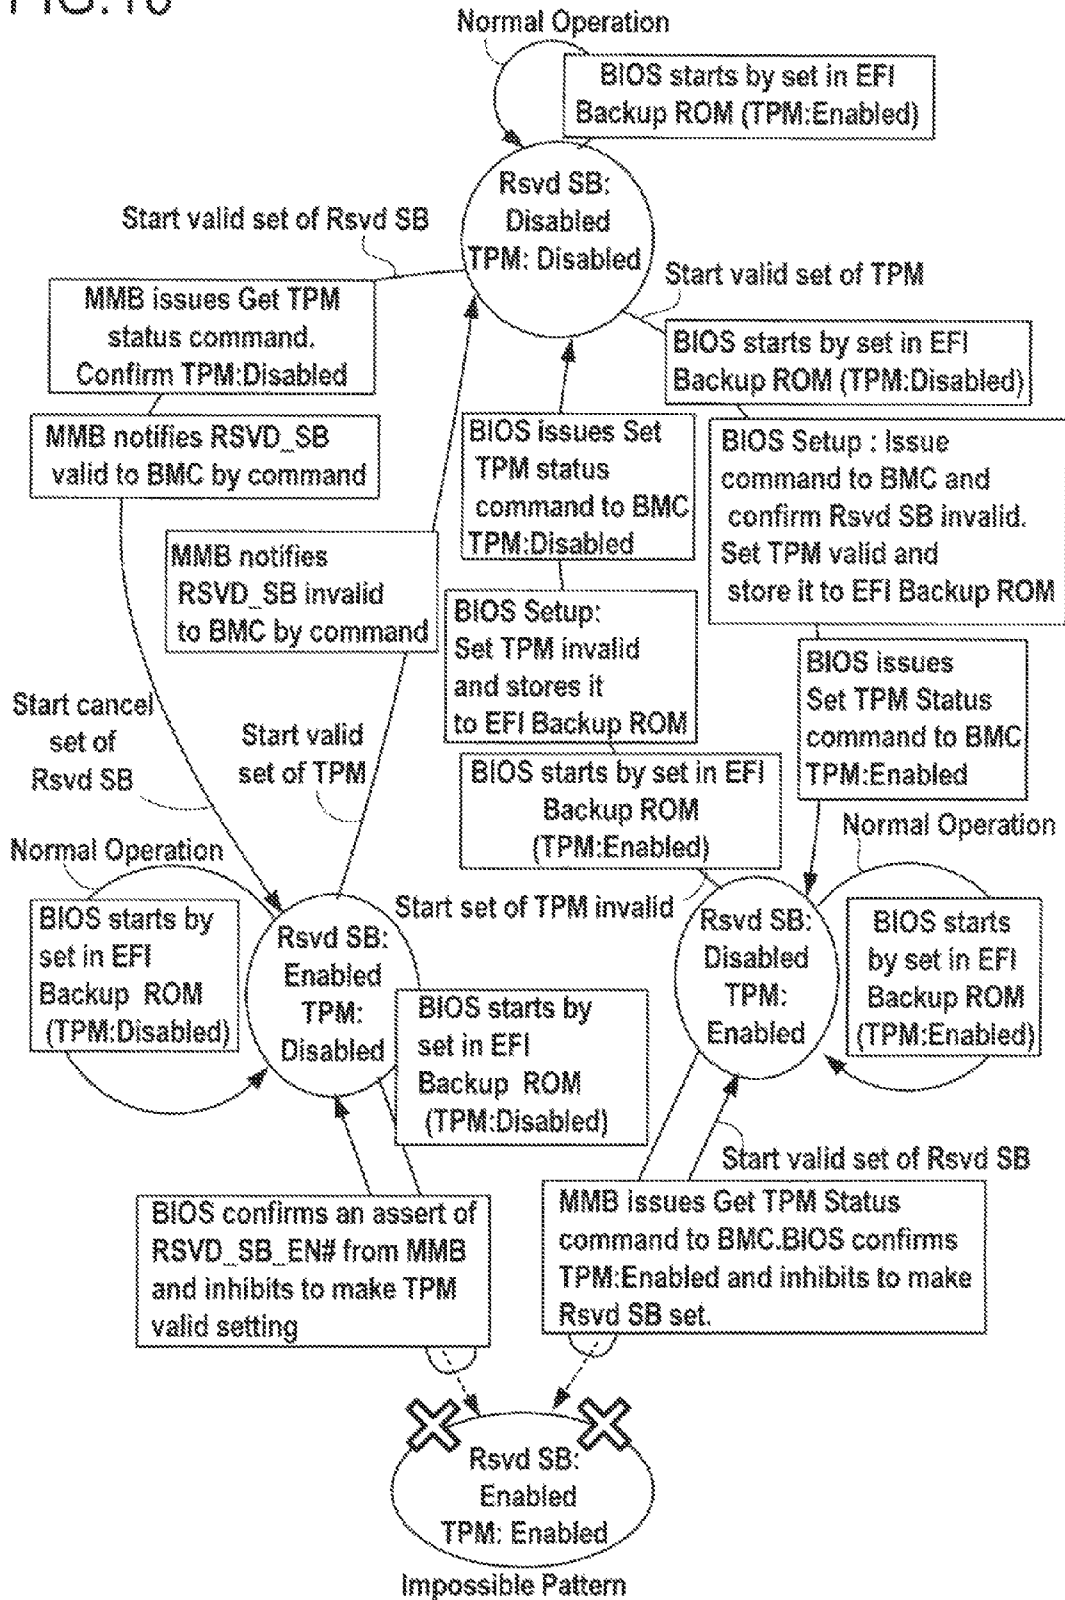 Normal Operation
BIOS starts by set in EFI
Backup ROM (TPM:Enabled)
Rsvd SB:
Disabled
TPM: Disabled
Start valid set of Rsvd SB
MMB issues Get TPM
status command.
Confirm TPM:Disabled
MMB notifies RSVD_SB
valid to BMC by command
Start valid set of TPM
BIOS starts by set in EFI
Backup ROM (TPM:Disabled)
BIOS Setup : Issue
command to BMC and
confirm Rsvd SB invalid.
Set TPM valid and
store it to EFI Backup ROM
BIOS issues
Set TPM Status
command to BMC
TPM:Enabled
BIOS issues Set
TPM status
command to BMC
TPM:Disabled
BIOS Setup:
Set TPM invalid
and stores it
to EFI Backup ROM
BIOS starts by set in EFI
Backup ROM
(TPM:Enabled)
Start set of TPM invalid
MMB notifies
RSVD_SB invalid
to BMC by command
Start cancel
set of
Rsvd SB
Start valid
set of TPM
Normal Operation
BIOS starts by
set in EFI
Backup ROM
(TPM:Disabled)
Rsvd SB:
Enabled
TPM:
Disabled
BIOS starts by
set in EFI
Backup ROM
(TPM:Disabled)
Rsvd SB:
Disabled
TPM:
Enabled
Normal Operation
BIOS starts
by set in EFI
Backup ROM
(TPM:Enabled)
Start valid set of Rsvd SB
BIOS confirms an assert of
RSVD_SB_EN# from MMB
and inhibits to make TPM
valid setting
MMB issues Get TPM Status
command to BMC.BIOS confirms
TPM:Enabled and inhibits to make
Rsvd SB set.
Rsvd SB:
Enabled
TPM: Enabled
Impossible Pattern